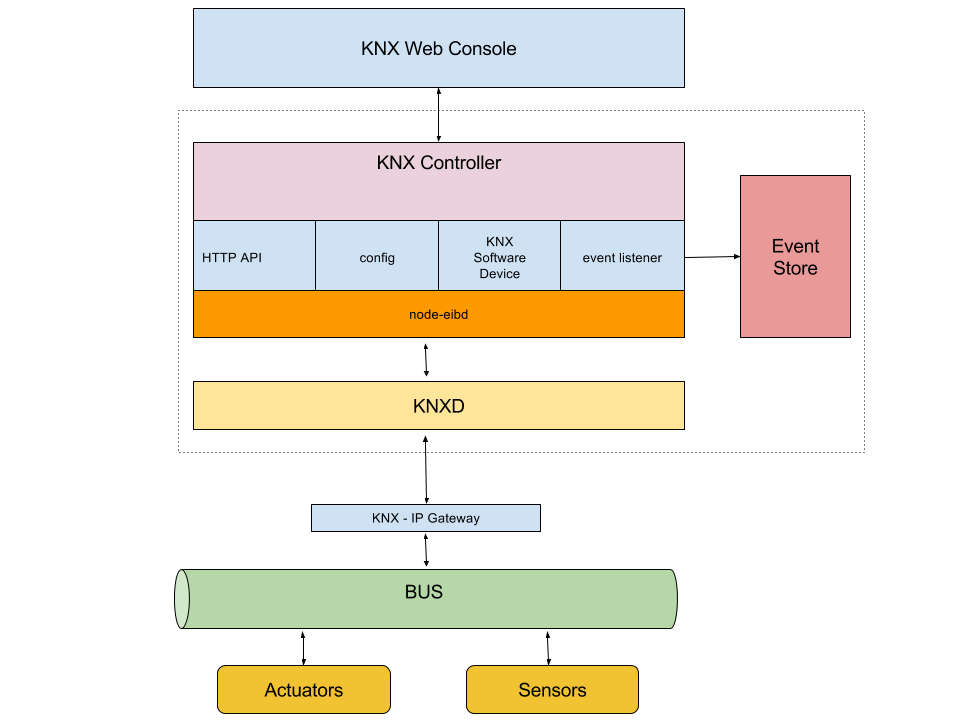 KNX Web Console
KNX Controller
HTTP API
config
KNX
Software
Device
event listener
Event
Store
node-eibd
KNXD
KNX - IP Gateway
BUS
Actuators
Sensors